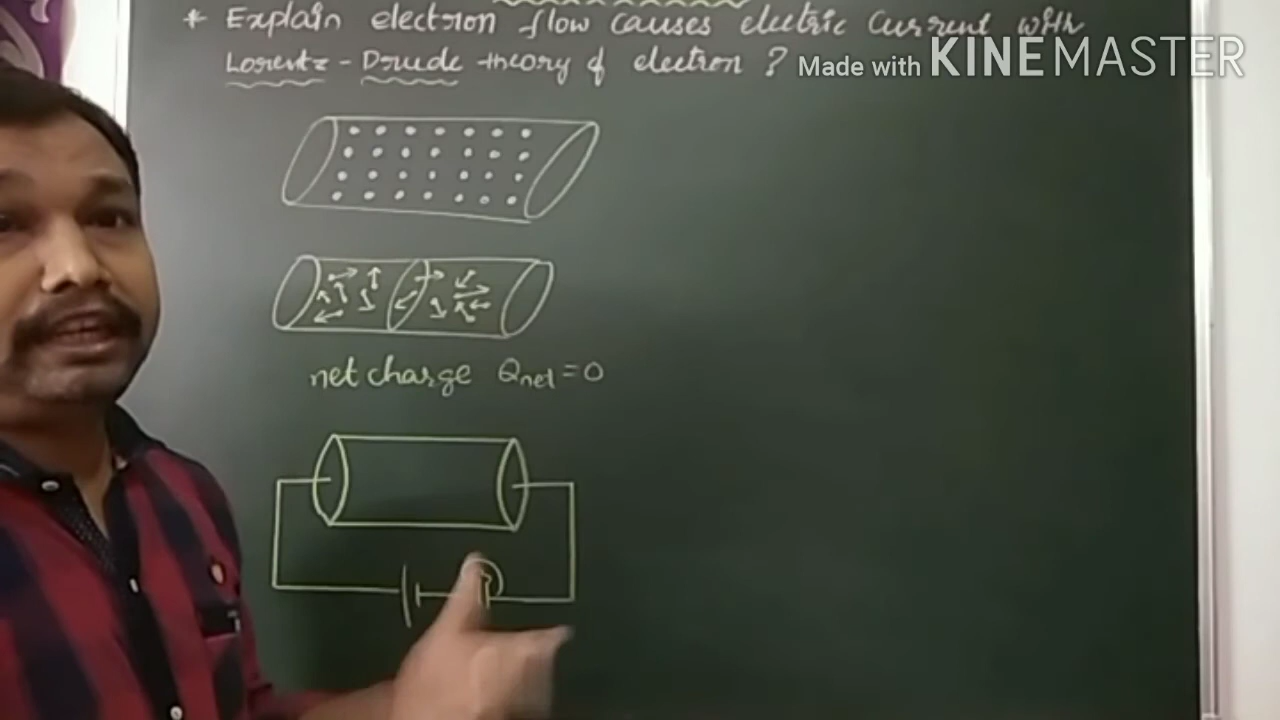 * Explain electron flow causes electric current with
Lorentz - Drude theory of electron ?
Made with KINEMASTER
net charge Qnet = 0